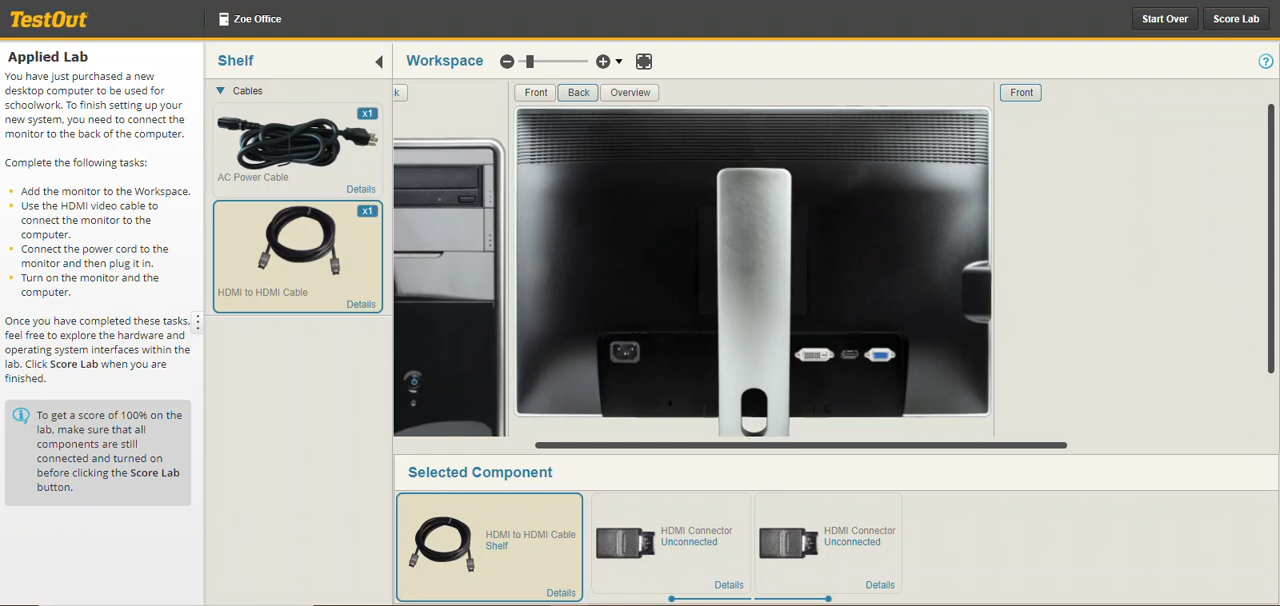 TestOut
Zoe Office
Start Over
Score Lab
Applied Lab
You have just purchased a new
desktop computer to be used for
schoolwork. To finish setting up your
new system, you need to connect the
monitor to the back of the computer.
Complete the following tasks:
Add the monitor to the Workspace.
Use the HDMI video cable to
connect the monitor to the
computer.
Connect the power cord to the
monitor and then plug it in.
Turn on the monitor and the
computer.
Once you have completed these tasks,
feel free to explore the hardware and
operating system interfaces within the
lab. Click Score Lab when you are
finished.
To get a score of 100% on the
lab, make sure that all
components are still
connected and turned on
before clicking the Score Lab
button.
Shelf
Cables
x1
AC Power Cable
Details
x1
HDMI to HDMI Cable
Details
Workspace
?
k
Front
Back
Overview
Front
Selected Component
HDMI to HDMI Cable
Shelf
Details
HDMI Connector
Unconnected
Details
HDMI Connector
Unconnected
Details